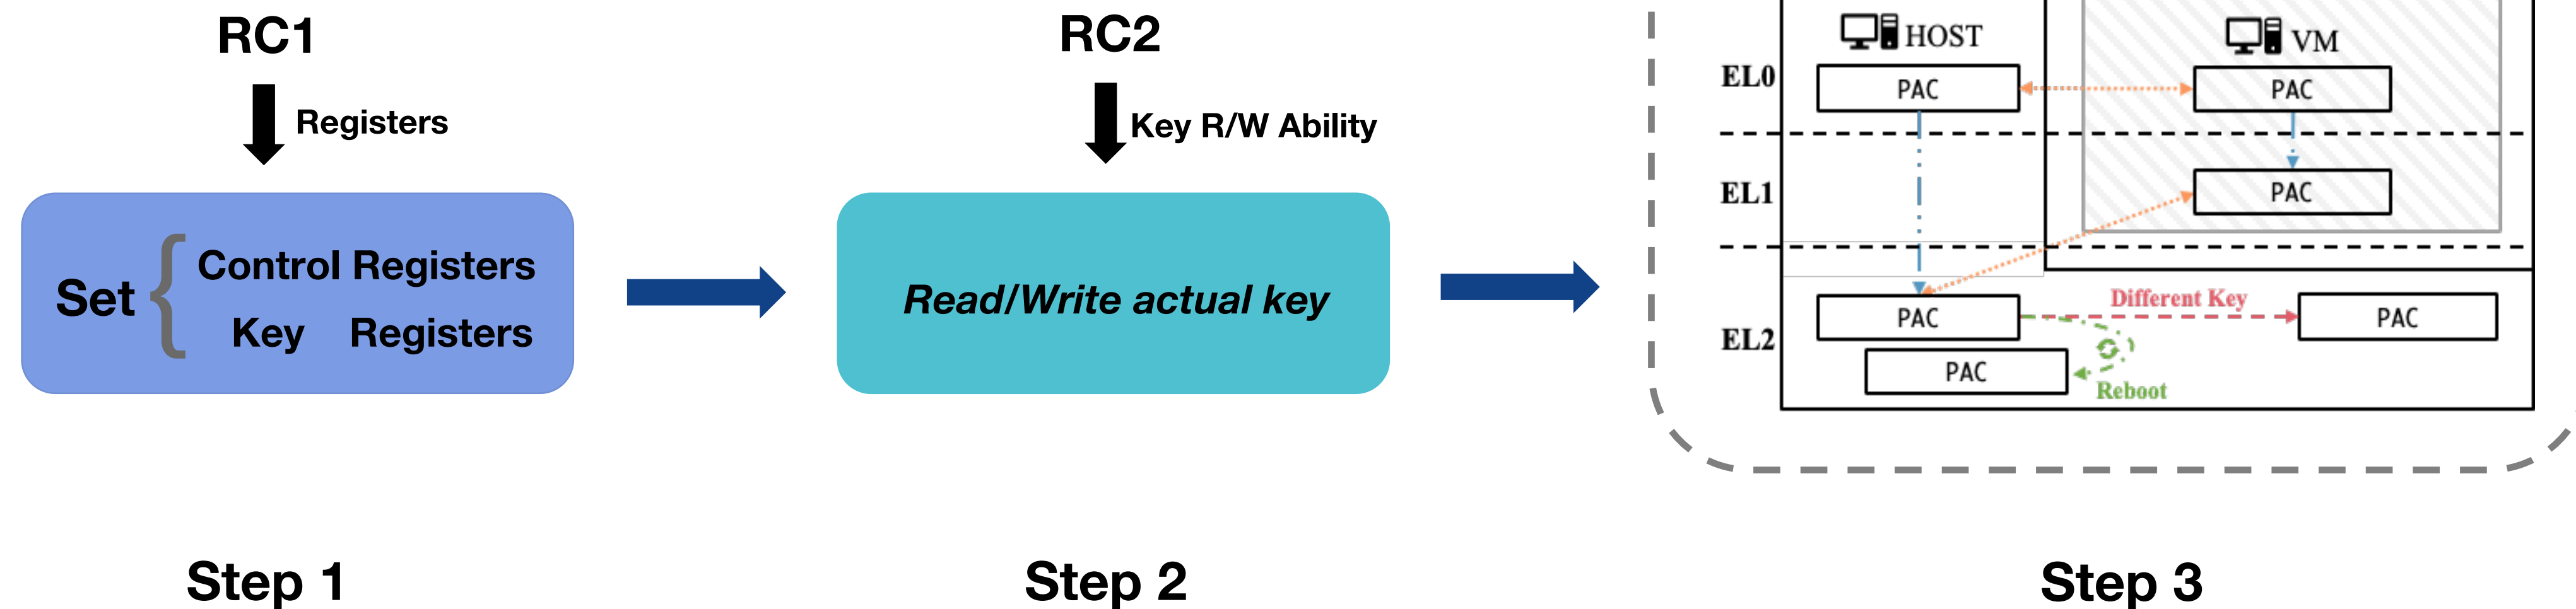 RC1
Registers
Set { Control Registers
Key Registers
RC2
Key R/W Ability
Read/Write actual key
HOST
VM
EL0
PAC
PAC
EL1
PAC
EL2
PAC
Different Key
PAC
PAC
Reboot
Step 1
Step 2
Step 3